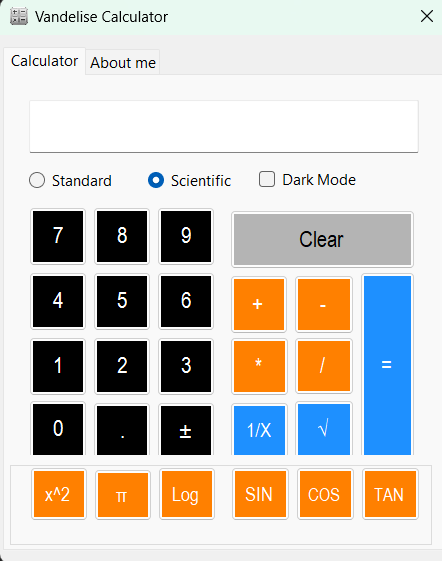 Vandelise Calculator
Calculator About me
Standard Scientific Dark Mode
7 8 9 Clear
4 5 6 + -
1 2 3 * / =
0 . ± 1/X √
x^2 π Log SIN COS TAN